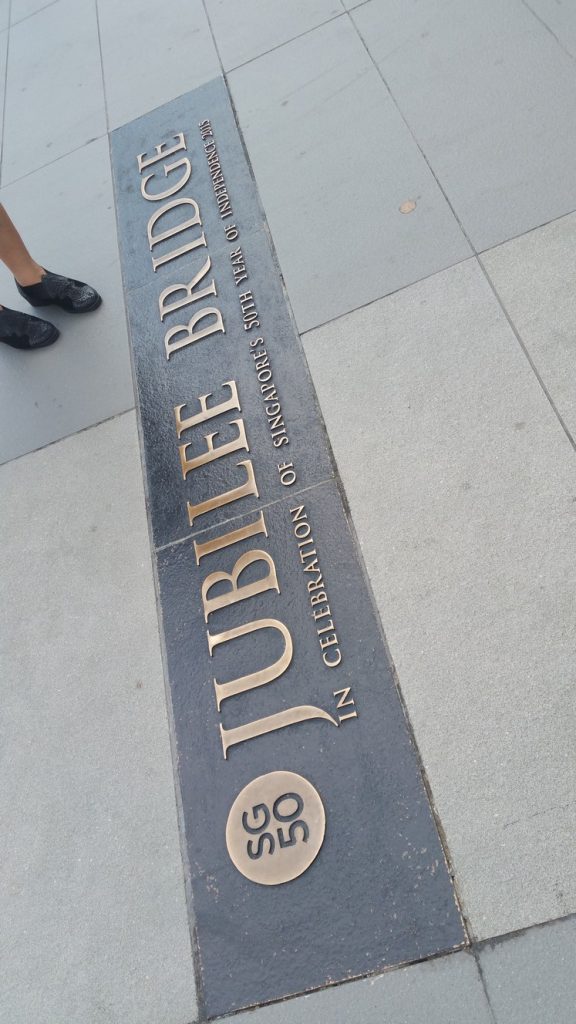 SG
50
JUBILEE BRIDGE
IN CELEBRATION OF SINGAPORE'S 50TH YEAR OF INDEPENDENCE 2015